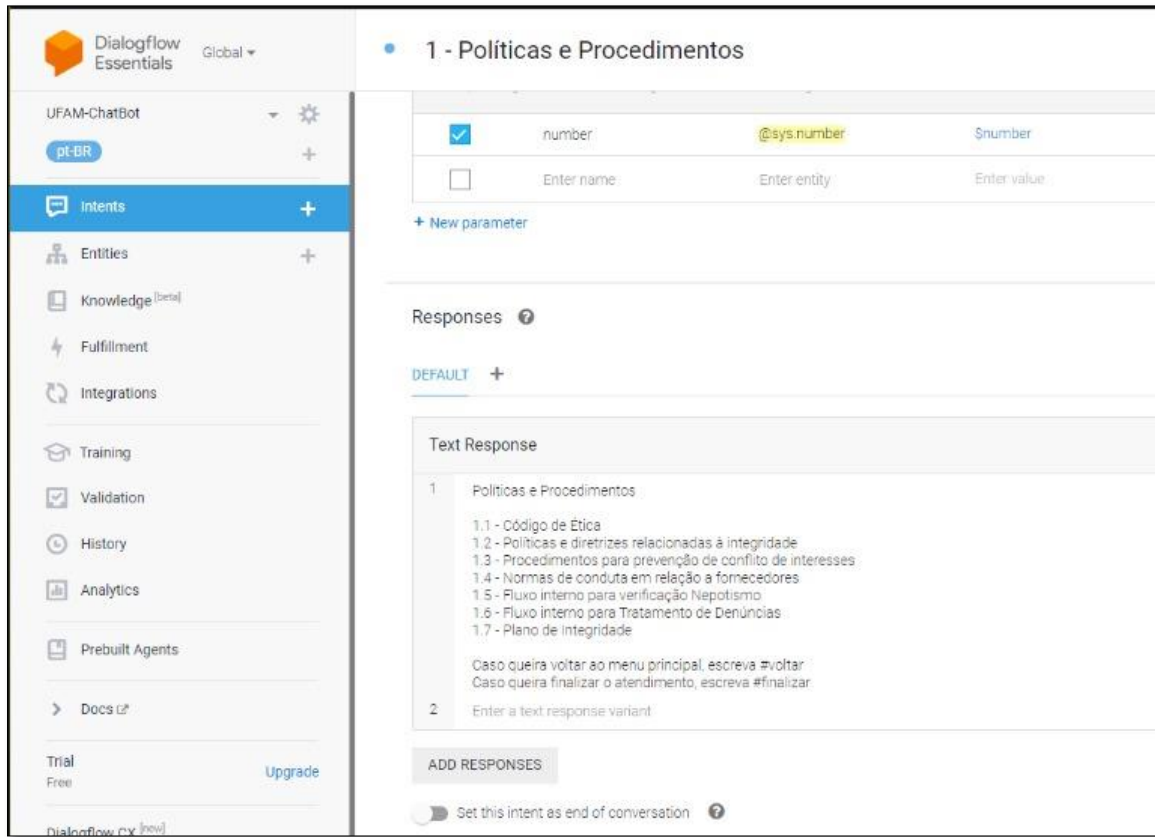 Dialogflow
Essentials
Global
1 - Políticas e Procedimentos
UFAM-ChatBot
pt-BR
Intents
Entities
Knowledge [beta]
Fulfillment
Integrations
Training
Validation
History
Analytics
Prebuilt Agents
Docs
Trial
Free
Upgrade
Dialogflow CX [new]
number
@sys.number
$number
Enter name
Enter entity
Enter value
+ New parameter
Responses
DEFAULT
Text Response
1 Políticas e Procedimentos
1.1 - Código de Ética
1.2 - Políticas e diretrizes relacionadas à integridade
1.3 - Procedimentos para prevenção de conflito de interesses
1.4 - Normas de conduta em relação a fornecedores
1.5 - Fluxo interno para verificação Nepotismo
1.6 - Fluxo interno para Tratamento de Denúncias
1.7 - Plano de Integridade
Caso queira voltar ao menu principal, escreva #voltar
Caso queira finalizar o atendimento, escreva #finalizar
2 Enter a text response variant
ADD RESPONSES
Set this intent as end of conversation